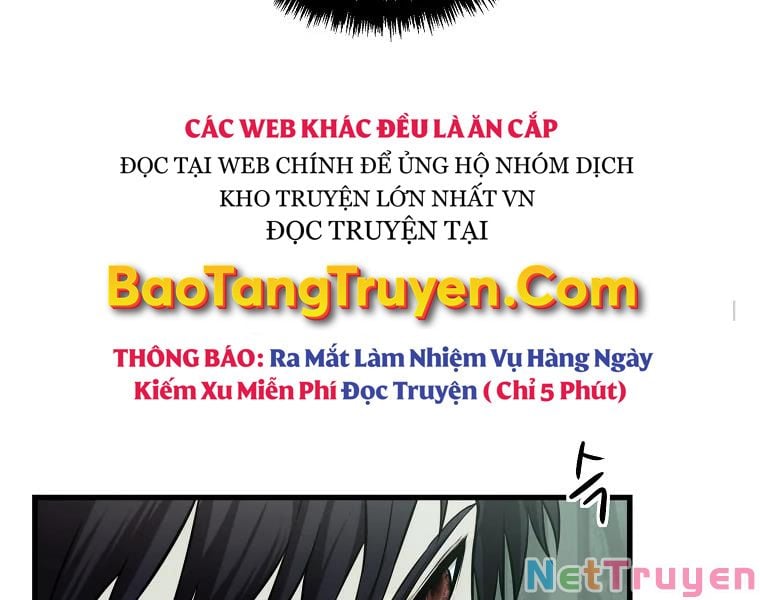 CÁC WEB KHÁC ĐỀU LÀ ĂN CẮP
ĐỌC TẠI WEB CHÍNH ĐỂ ỦNG HỘ NHÓM DỊCH
KHO TRUYỆN LỚN NHẤT VN
ĐỌC TRUYỆN TẠI
BaoTangTruyen.Com
THÔNG BÁO: Ra Mắt Làm Nhiệm Vụ Hàng Ngày
Kiếm Xu Miễn Phí Đọc Truyện ( Chỉ 5 Phút)
스윽
NetTruyen